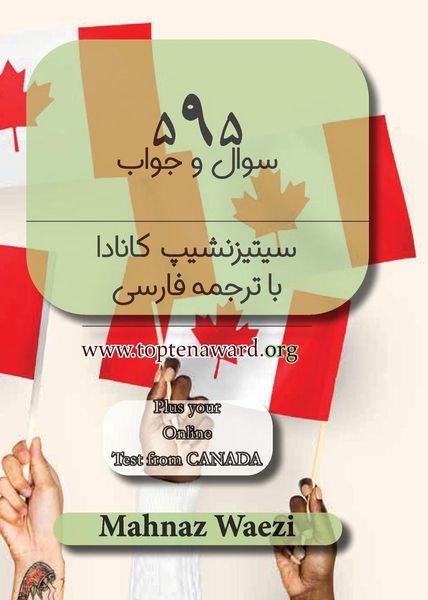 ۵۹۵
سوال و جواب
سیتیزنشیپ کانادا
با ترجمه فارسی
www.toptenaward.org
Plus your
Online
Test from CANADA
Mahnaz Waezi